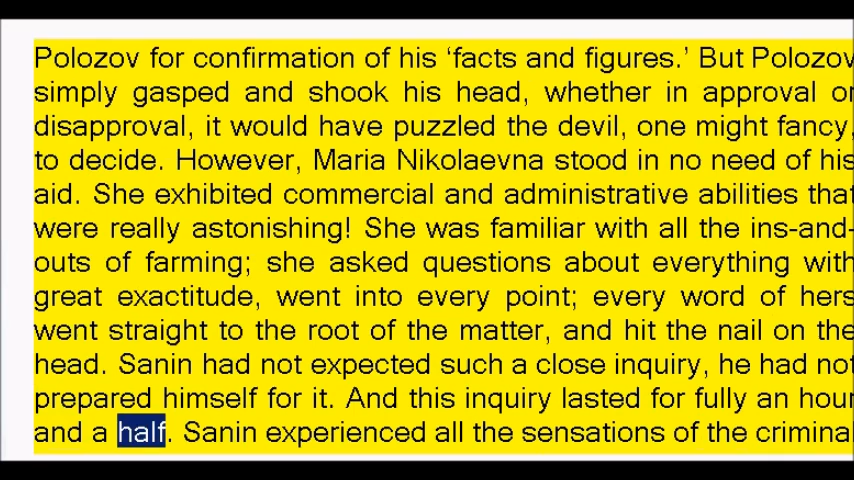 Polozov for confirmation of his ‘facts and figures.’ But Polozov
simply gasped and shook his head, whether in approval or
disapproval, it would have puzzled the devil, one might fancy,
to decide. However, Maria Nikolaevna stood in no need of his
aid. She exhibited commercial and administrative abilities that
were really astonishing! She was familiar with all the ins-and-
outs of farming; she asked questions about everything with
great exactitude, went into every point; every word of hers
went straight to the root of the matter, and hit the nail on the
head. Sanin had not expected such a close inquiry, he had not
prepared himself for it. And this inquiry lasted for fully an hour
and a half. Sanin experienced all the sensations of the criminal